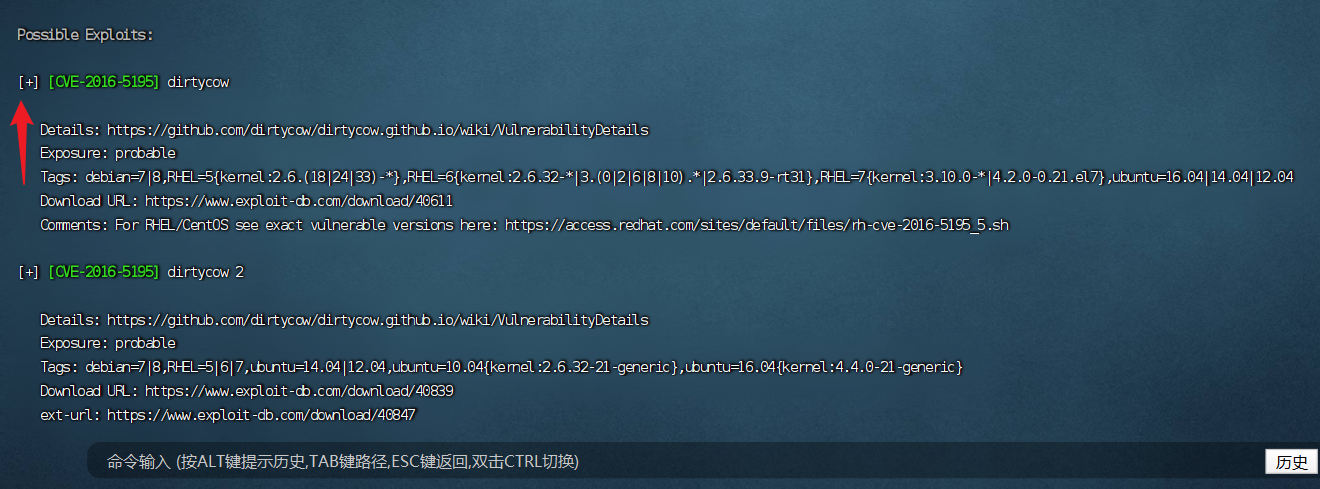 Possible Exploits:
[+] [CVE-2016-5195] dirtycow
Details: https://github.com/dirtycow/dirtycow.github.io/wiki/VulnerabilityDetails
Exposure: probable
Tags: debian=7|8,RHEL=5{kernel:2.6.(18|24|33)-*},RHEL=6{kernel:2.6.32-*|3.(0|2|6|8|10).*|2.6.33.9-rt31},RHEL=7{kernel:3.10.0-*|4.2.0-0.21.el7},ubuntu=16.04|14.04|12.04
Download URL: https://www.exploit-db.com/download/40611
Comments: For RHEL/CentOS see exact vulnerable versions here: https://access.redhat.com/sites/default/files/rh-cve-2016-5195_5.sh
[+] [CVE-2016-5195] dirtycow 2
Details: https://github.com/dirtycow/dirtycow.github.io/wiki/VulnerabilityDetails
Exposure: probable
Tags: debian=7|8,RHEL=5|6|7,ubuntu=14.04|12.04,ubuntu=10.04{kernel:2.6.32-21-generic},ubuntu=16.04{kernel:4.4.0-21-generic}
Download URL: https://www.exploit-db.com/download/40839
ext-url: https://www.exploit-db.com/download/40847
命令输入 (按ALT键提示历史,TAB键路径,ESC键返回,双击CTRL切换)
历史